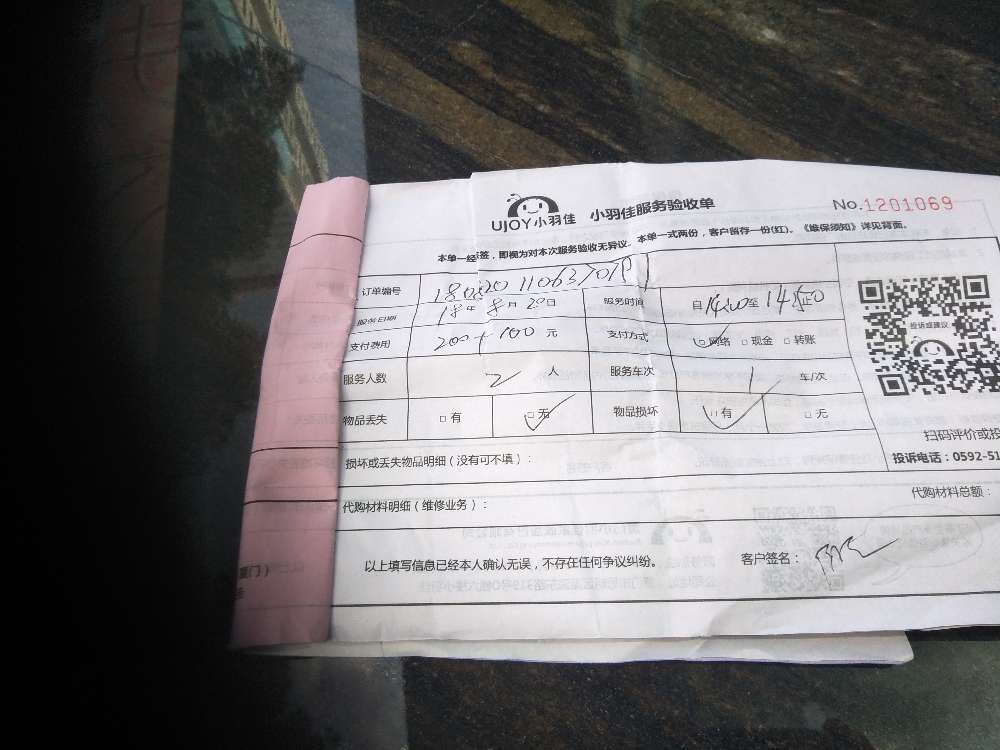 UJOY小羽佳 小羽佳服务验收单 No.1201069
本单一经签，即视为对本次服务验收无异议。本单一式两份，客户留存一份(红)。《维保须知》详见背面。
订单编号
服务日期 18年 8月 20日 服务时间 自 至
支付费用 200+100 元 支付方式 网络 □现金 □转账
投诉或建议
服务人数 2 人 服务车次 1 车/次
物品丢失 □有 □无 物品损坏 □有 □无
扫码评价或投
损坏或丢失物品明细（没有可不填）：
投诉电话：0592-51
代购材料明细（维修业务）： 代购材料总额：
以上填写信息已经本人确认无误，不存在任何争议纠纷。 客户签名：
门）